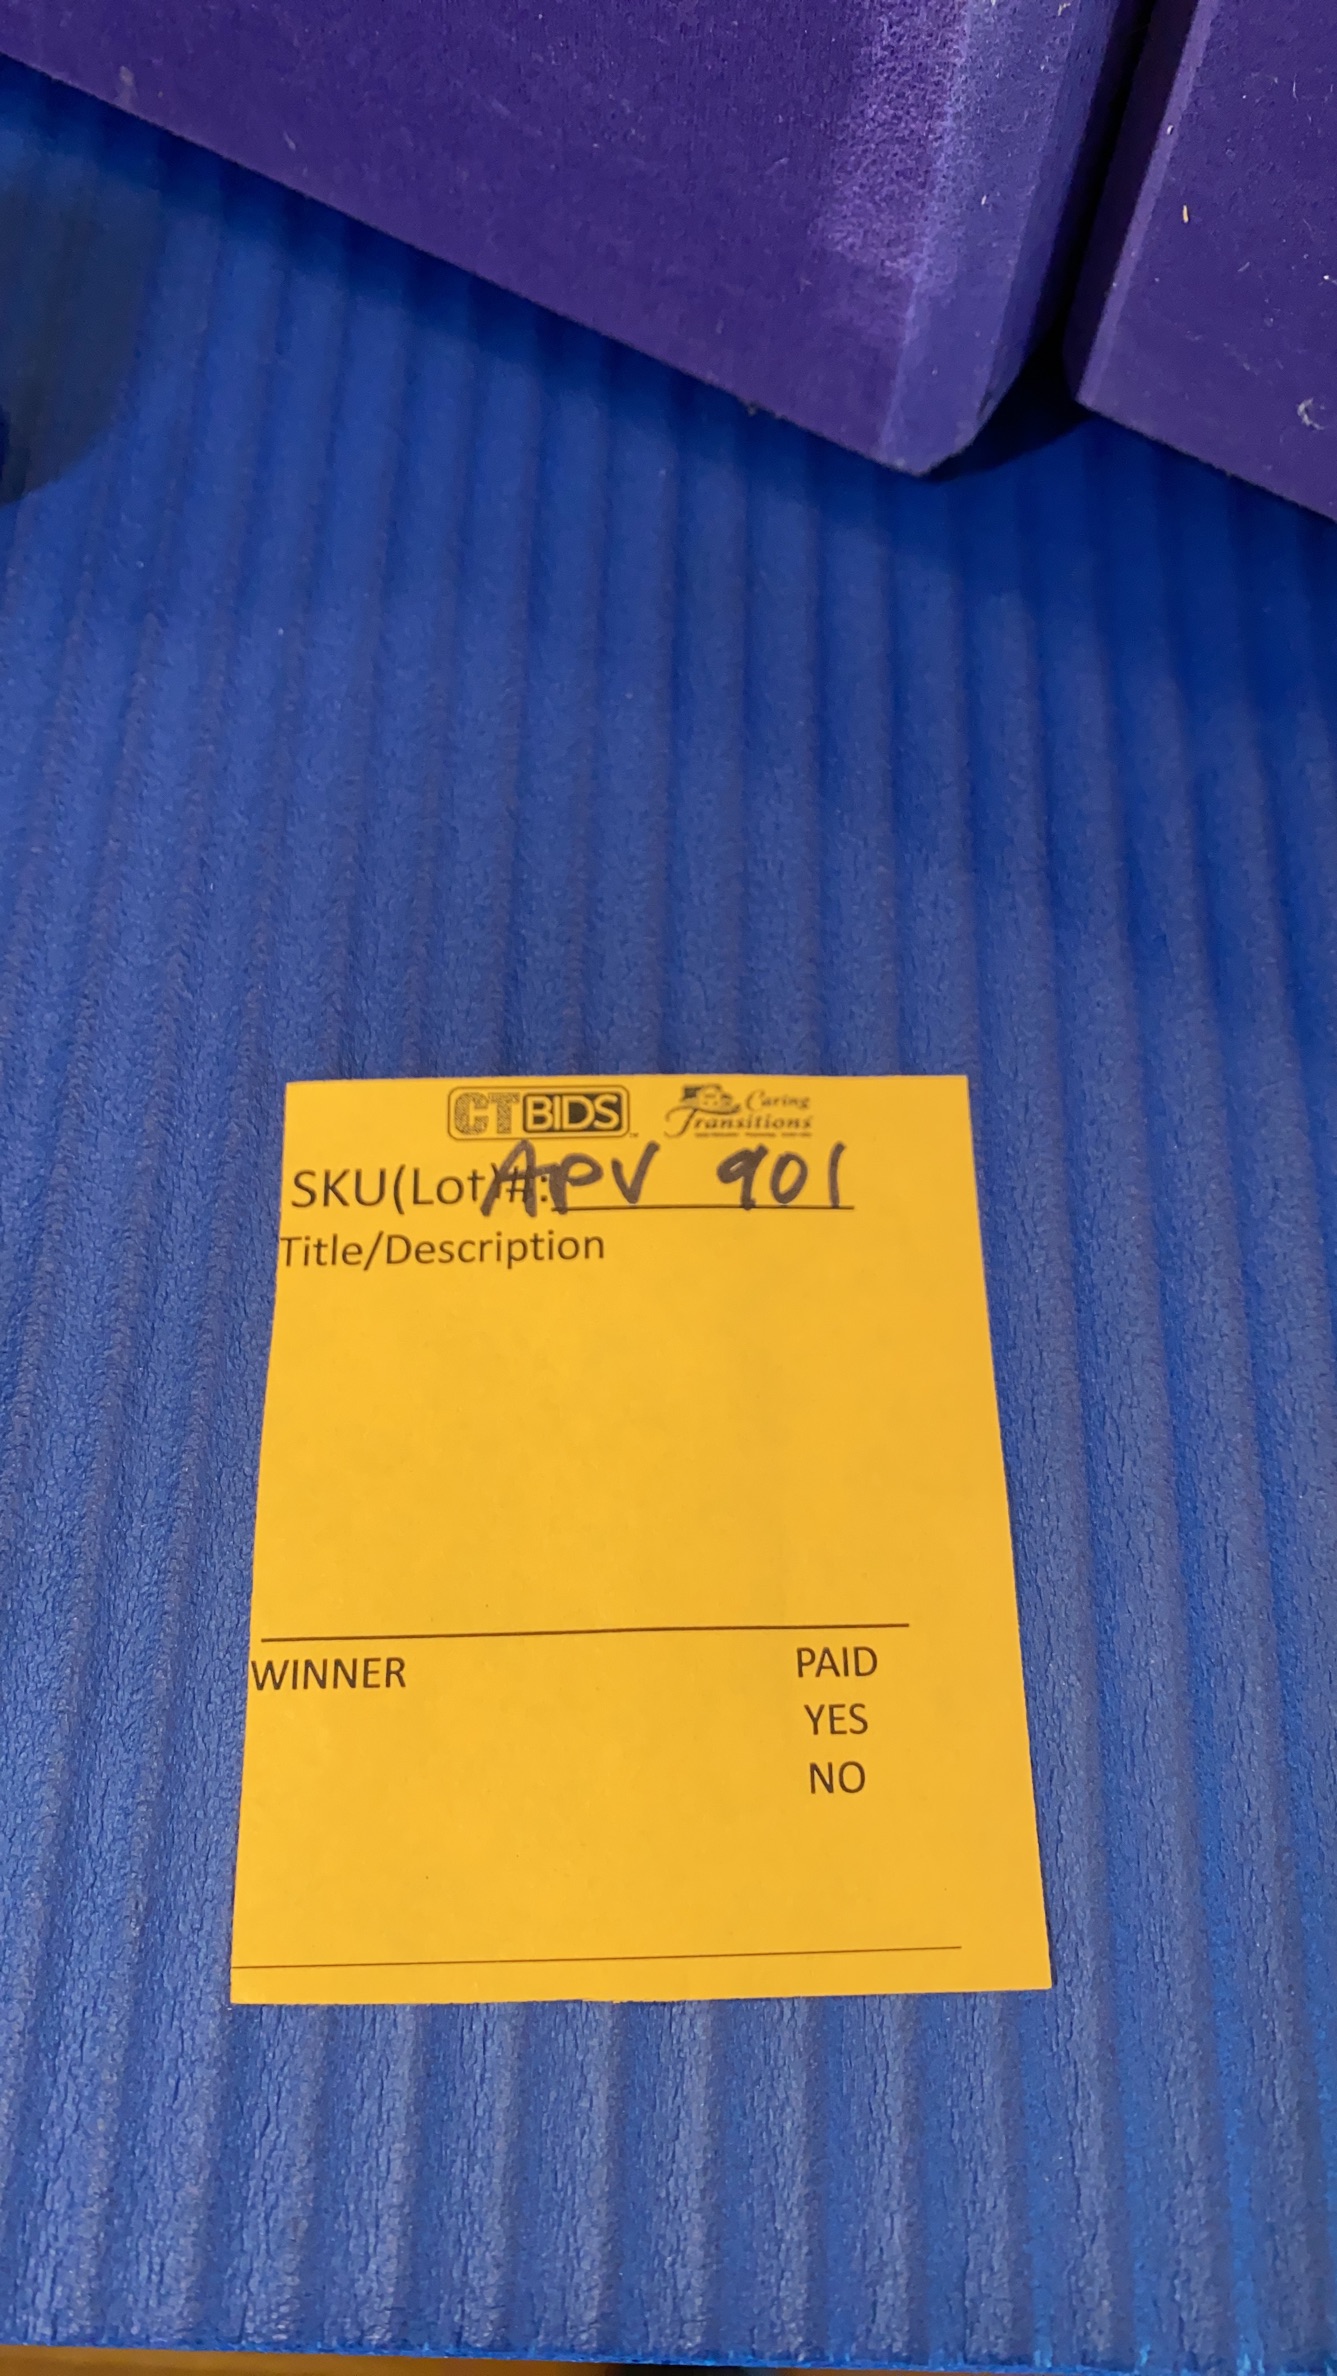 CTBIDS Caring Transitions
SKU(Lot)#: APV 901
Title/Description
WINNER PAID
YES
NO